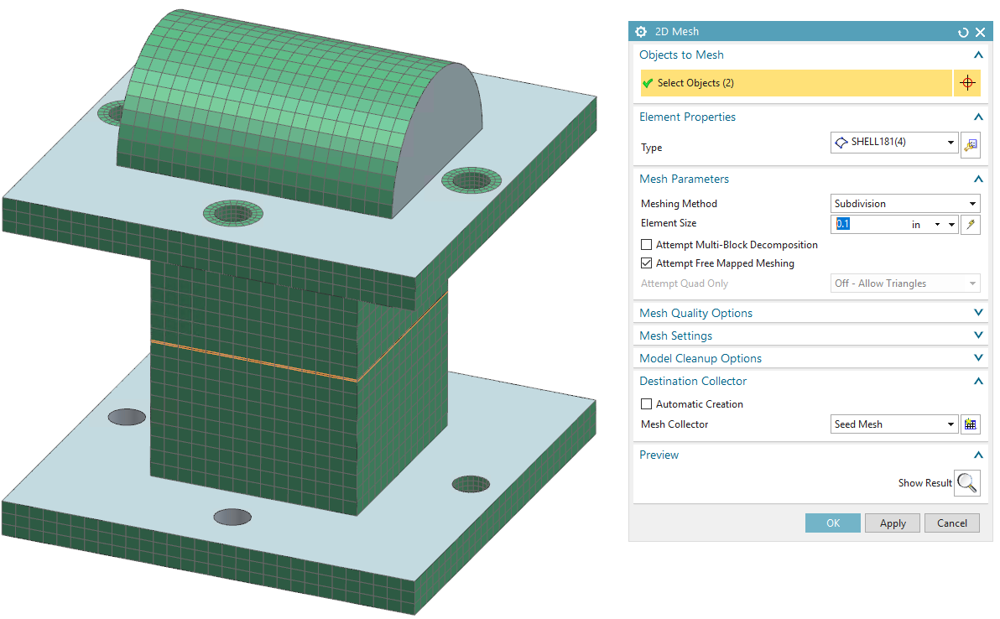 2D Mesh
Objects to Mesh
Select Objects (2)
Element Properties
Type SHELL181(4)
Mesh Parameters
Meshing Method Subdivision
Element Size 0.1 in
Attempt Multi-Block Decomposition
Attempt Free Mapped Meshing
Attempt Quad Only Off - Allow Triangles
Mesh Quality Options
Mesh Settings
Model Cleanup Options
Destination Collector
Automatic Creation
Mesh Collector Seed Mesh
Preview
Show Result
OK Apply Cancel